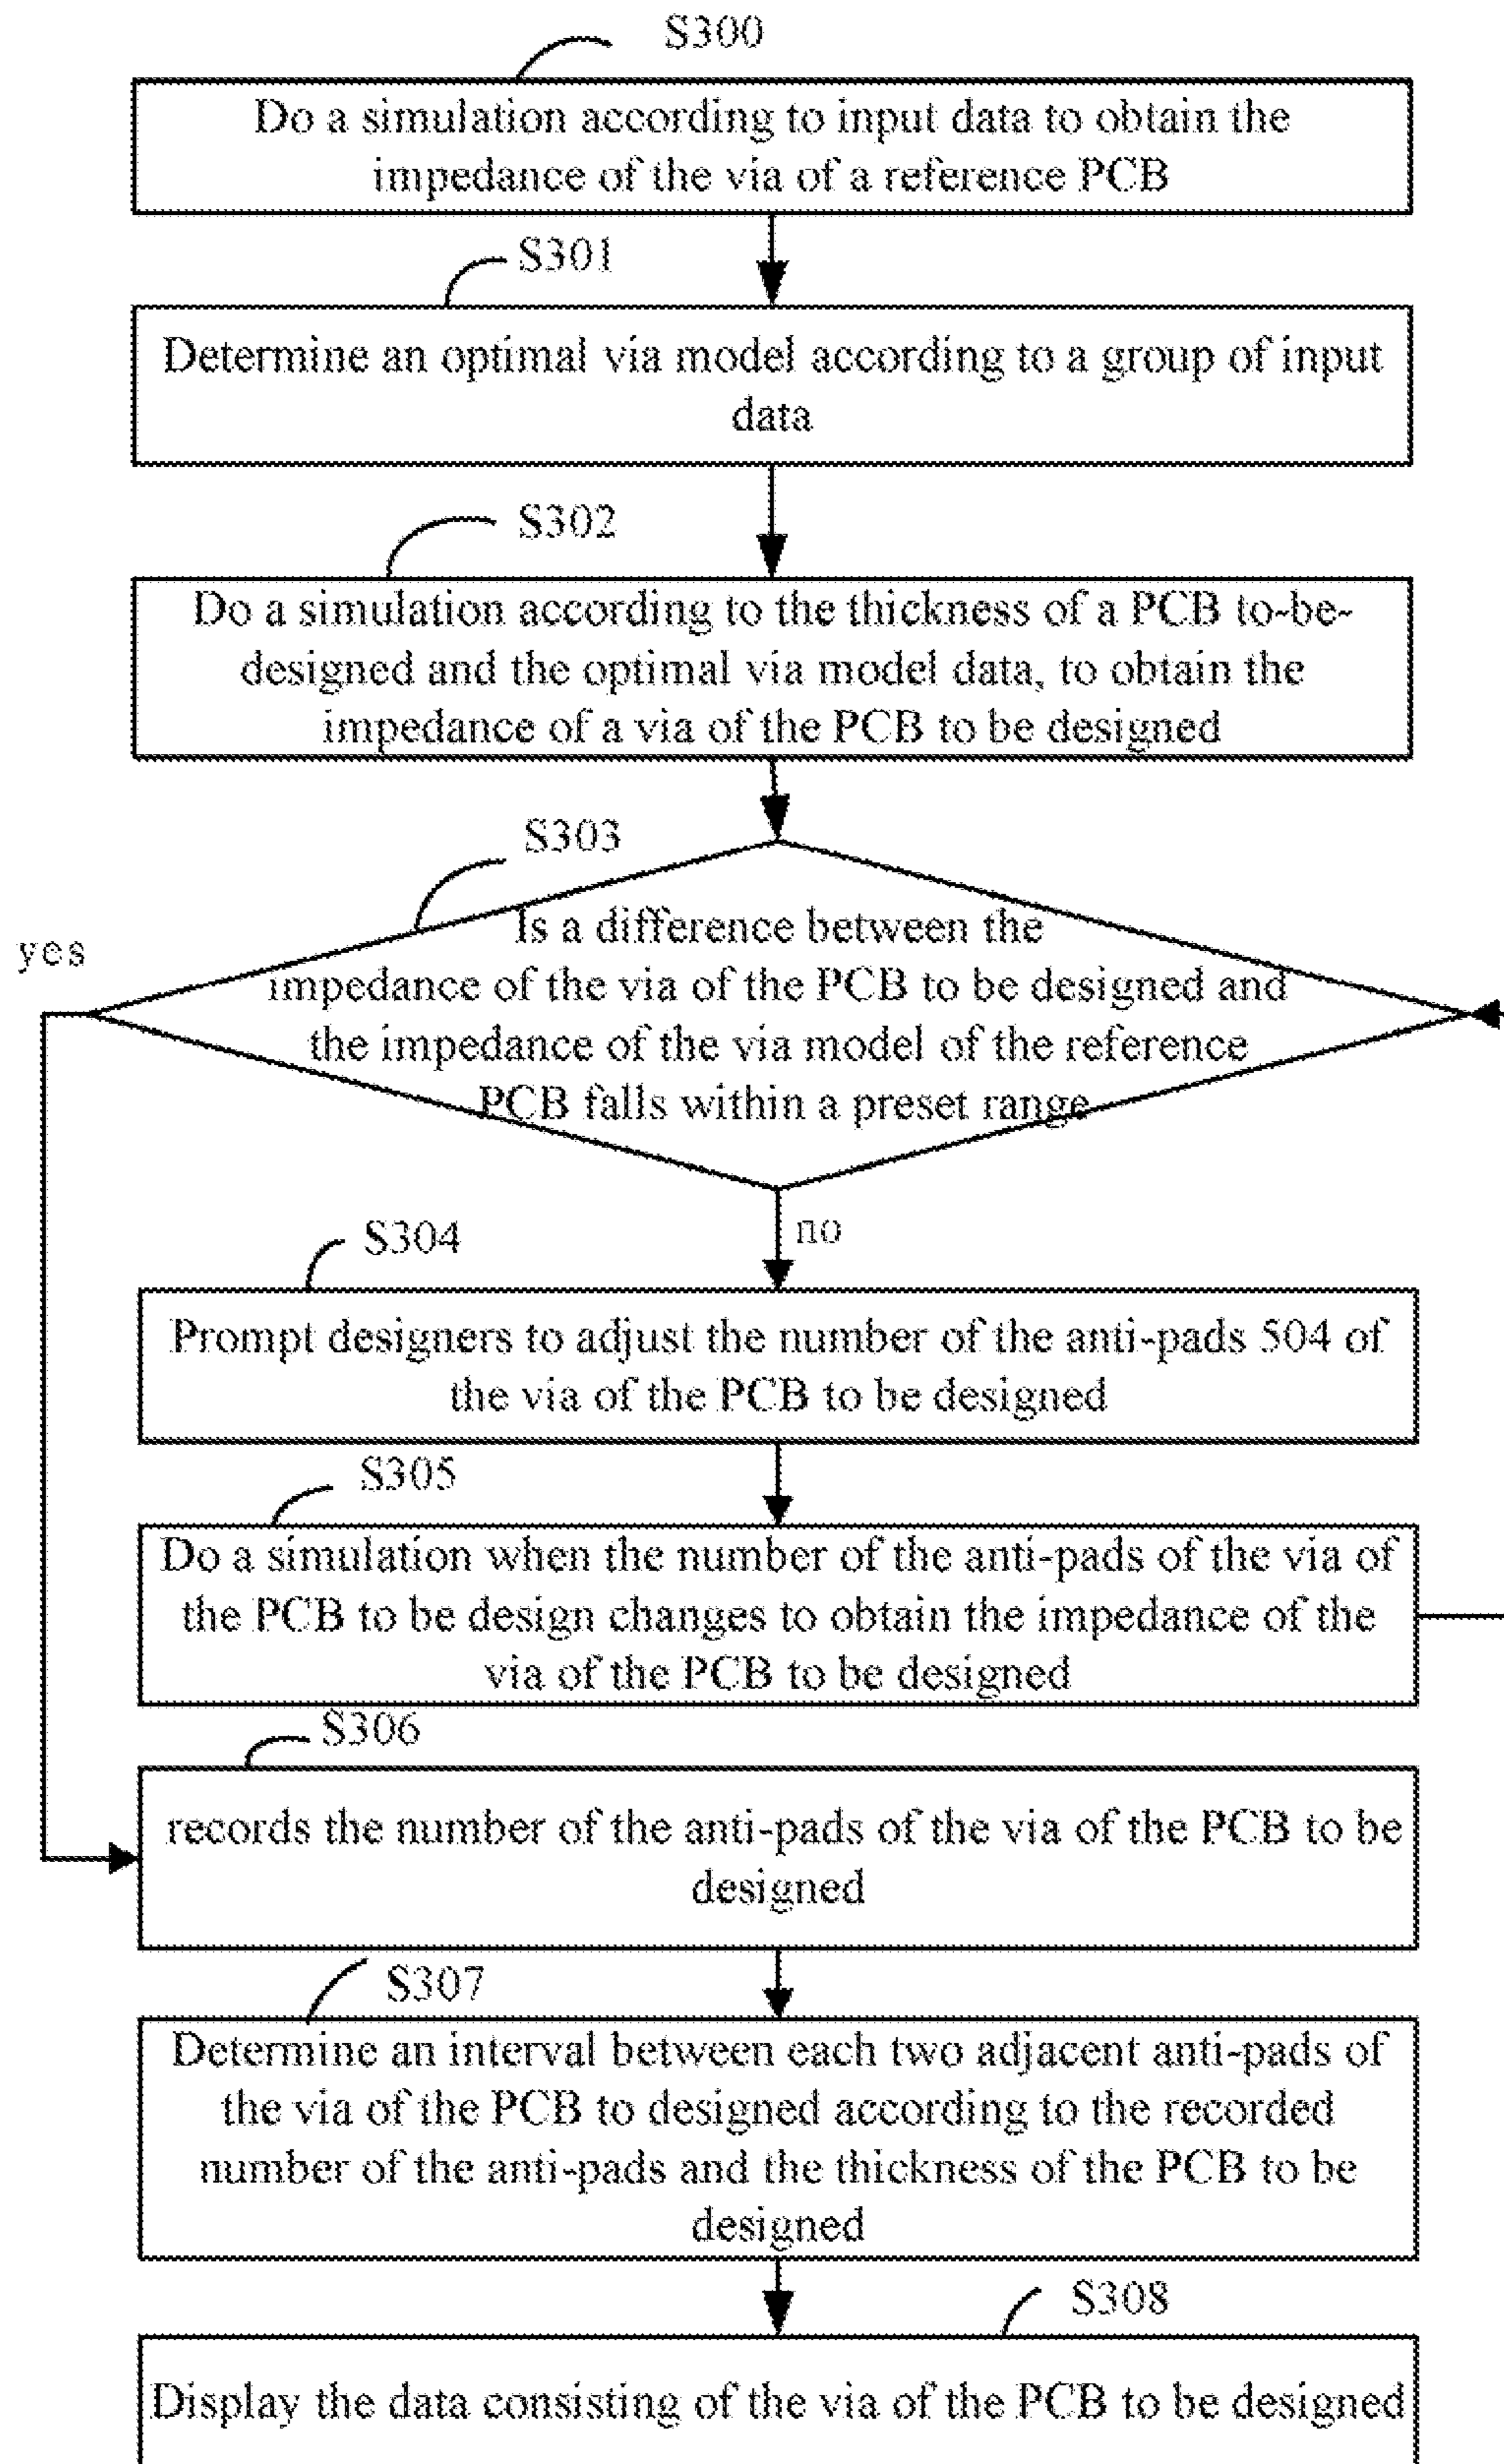 S300
Do a simulation according to input data to obtain the
impedance of the via of a reference PCB
S301
Determine an optimal via model according to a group of input
data
S302
Do a simulation according to the thickness of a PCB to-be-
designed and the optimal via model data, to obtain the
impedance of a via of the PCB to be designed
S303
yes
Is a difference between the
impedance of the via of the PCB to be designed and
the impedance of the via model of the reference
PCB falls within a preset range
no
S304
Prompt designers to adjust the number of the anti-pads 504 of
the via of the PCB to be designed
S305
Do a simulation when the number of the anti-pads of the via of
the PCB to be design changes to obtain the impedance of the
via of the PCB to be designed
S306
records the number of the anti-pads of the via of the PCB to be
designed
S307
Determine an interval between each two adjacent anti-pads of
the via of the PCB to designed according to the recorded
number of the anti-pads and the thickness of the PCB to be
designed
S308
Display the data consisting of the via of the PCB to be designed